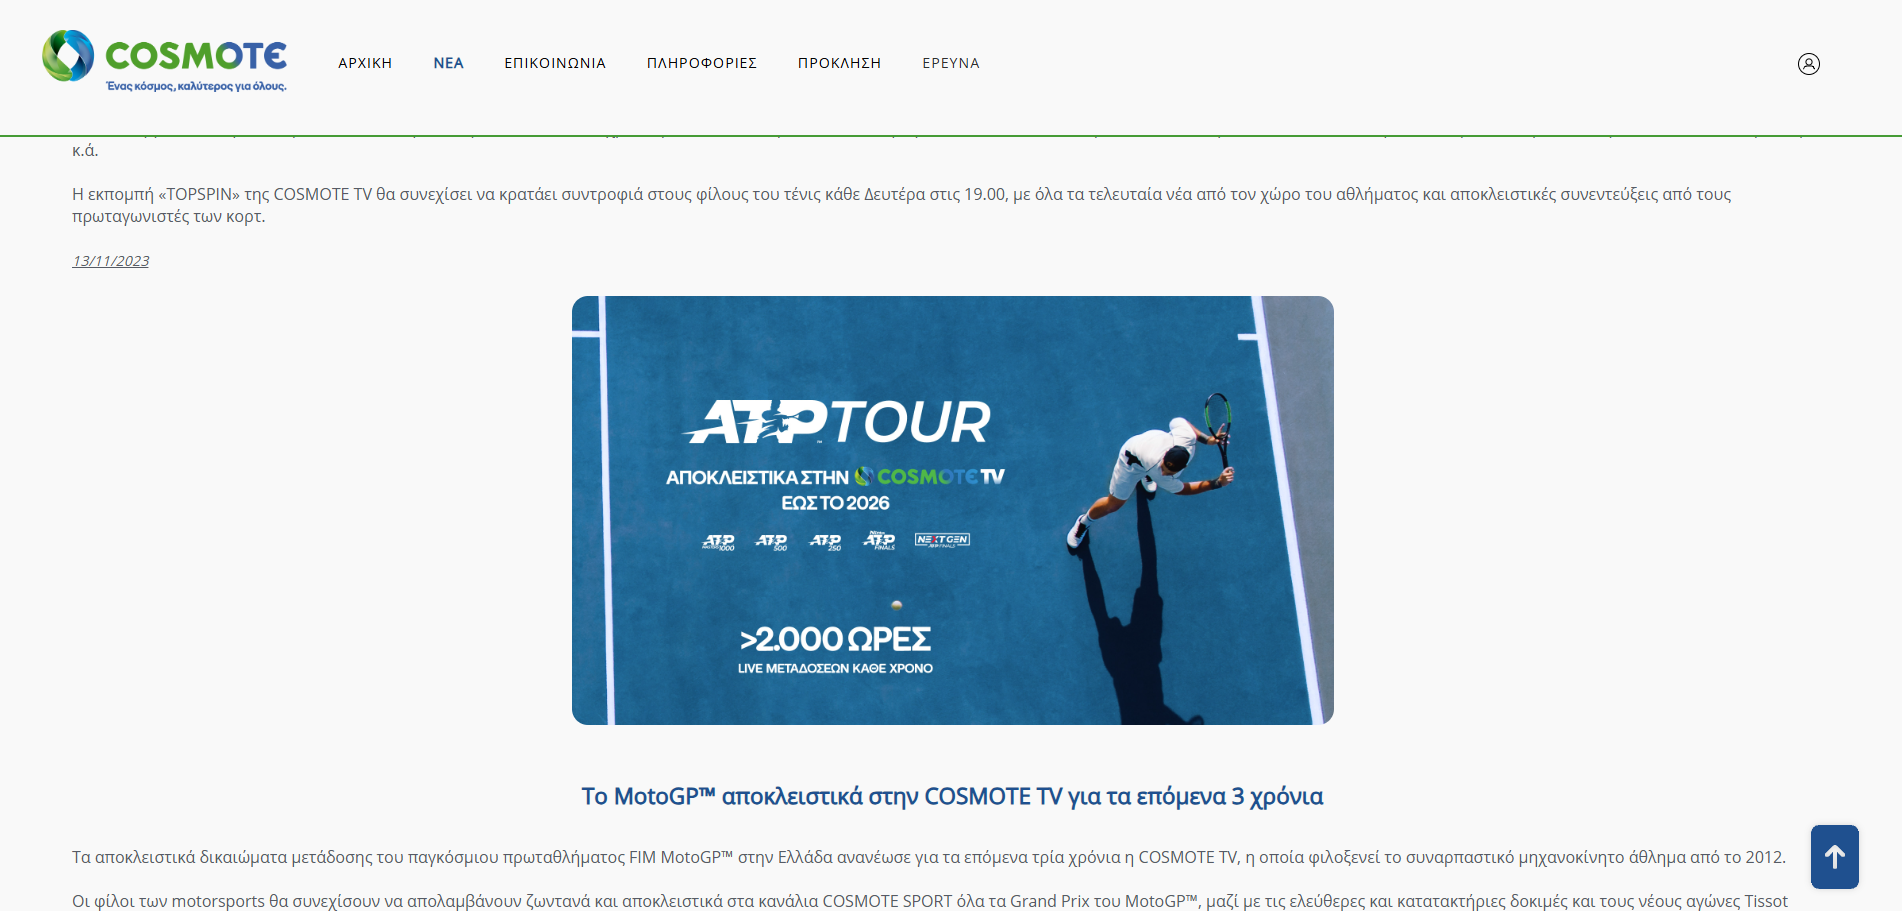 COSMOTE
Ένας κόσμος, καλύτερος για όλους.
ΑΡΧΙΚΗ
ΝΕΑ
ΕΠΙΚΟΙΝΩΝΙΑ
ΠΛΗΡΟΦΟΡΙΕΣ
ΠΡΟΚΛΗΣΗ
ΕΡΕΥΝΑ
κ.ά.
Η εκπομπή «TOPSPIN» της COSMOTE TV θα συνεχίσει να κρατάει συντροφιά στους φίλους του τένις κάθε Δευτέρα στις 19.00, με όλα τα τελευταία νέα από τον χώρο του αθλήματος και αποκλειστικές συνεντεύξεις από τους
πρωταγωνιστές των κορτ.
13/11/2023
ATP TOUR
ΑΠΟΚΛΕΙΣΤΙΚΑ ΣΤΗΝ COSMOTE TV
ΕΩΣ ΤΟ 2026
ATP 1000
ATP 500
ATP 250
ATP FINALS
NEXT GEN
>2.000 ΩΡΕΣ
LIVE ΜΕΤΑΔΟΣΕΩΝ ΚΑΘΕ ΧΡΟΝΟ
Το MotoGP™ αποκλειστικά στην COSMOTE TV για τα επόμενα 3 χρόνια
Τα αποκλειστικά δικαιώματα μετάδοσης του παγκόσμιου πρωταθλήματος FIM MotoGP™ στην Ελλάδα ανανέωσε για τα επόμενα τρία χρόνια η COSMOTE TV, η οποία φιλοξενεί το συναρπαστικό μηχανοκίνητο άθλημα από το 2012.
Οι φίλοι των motorsports θα συνεχίσουν να απολαμβάνουν ζωντανά και αποκλειστικά στα κανάλια COSMOTE SPORT όλα τα Grand Prix του MotoGP™, μαζί με τις ελεύθερες και κατατακτήριες δοκιμές και τους νέους αγώνες Tissot